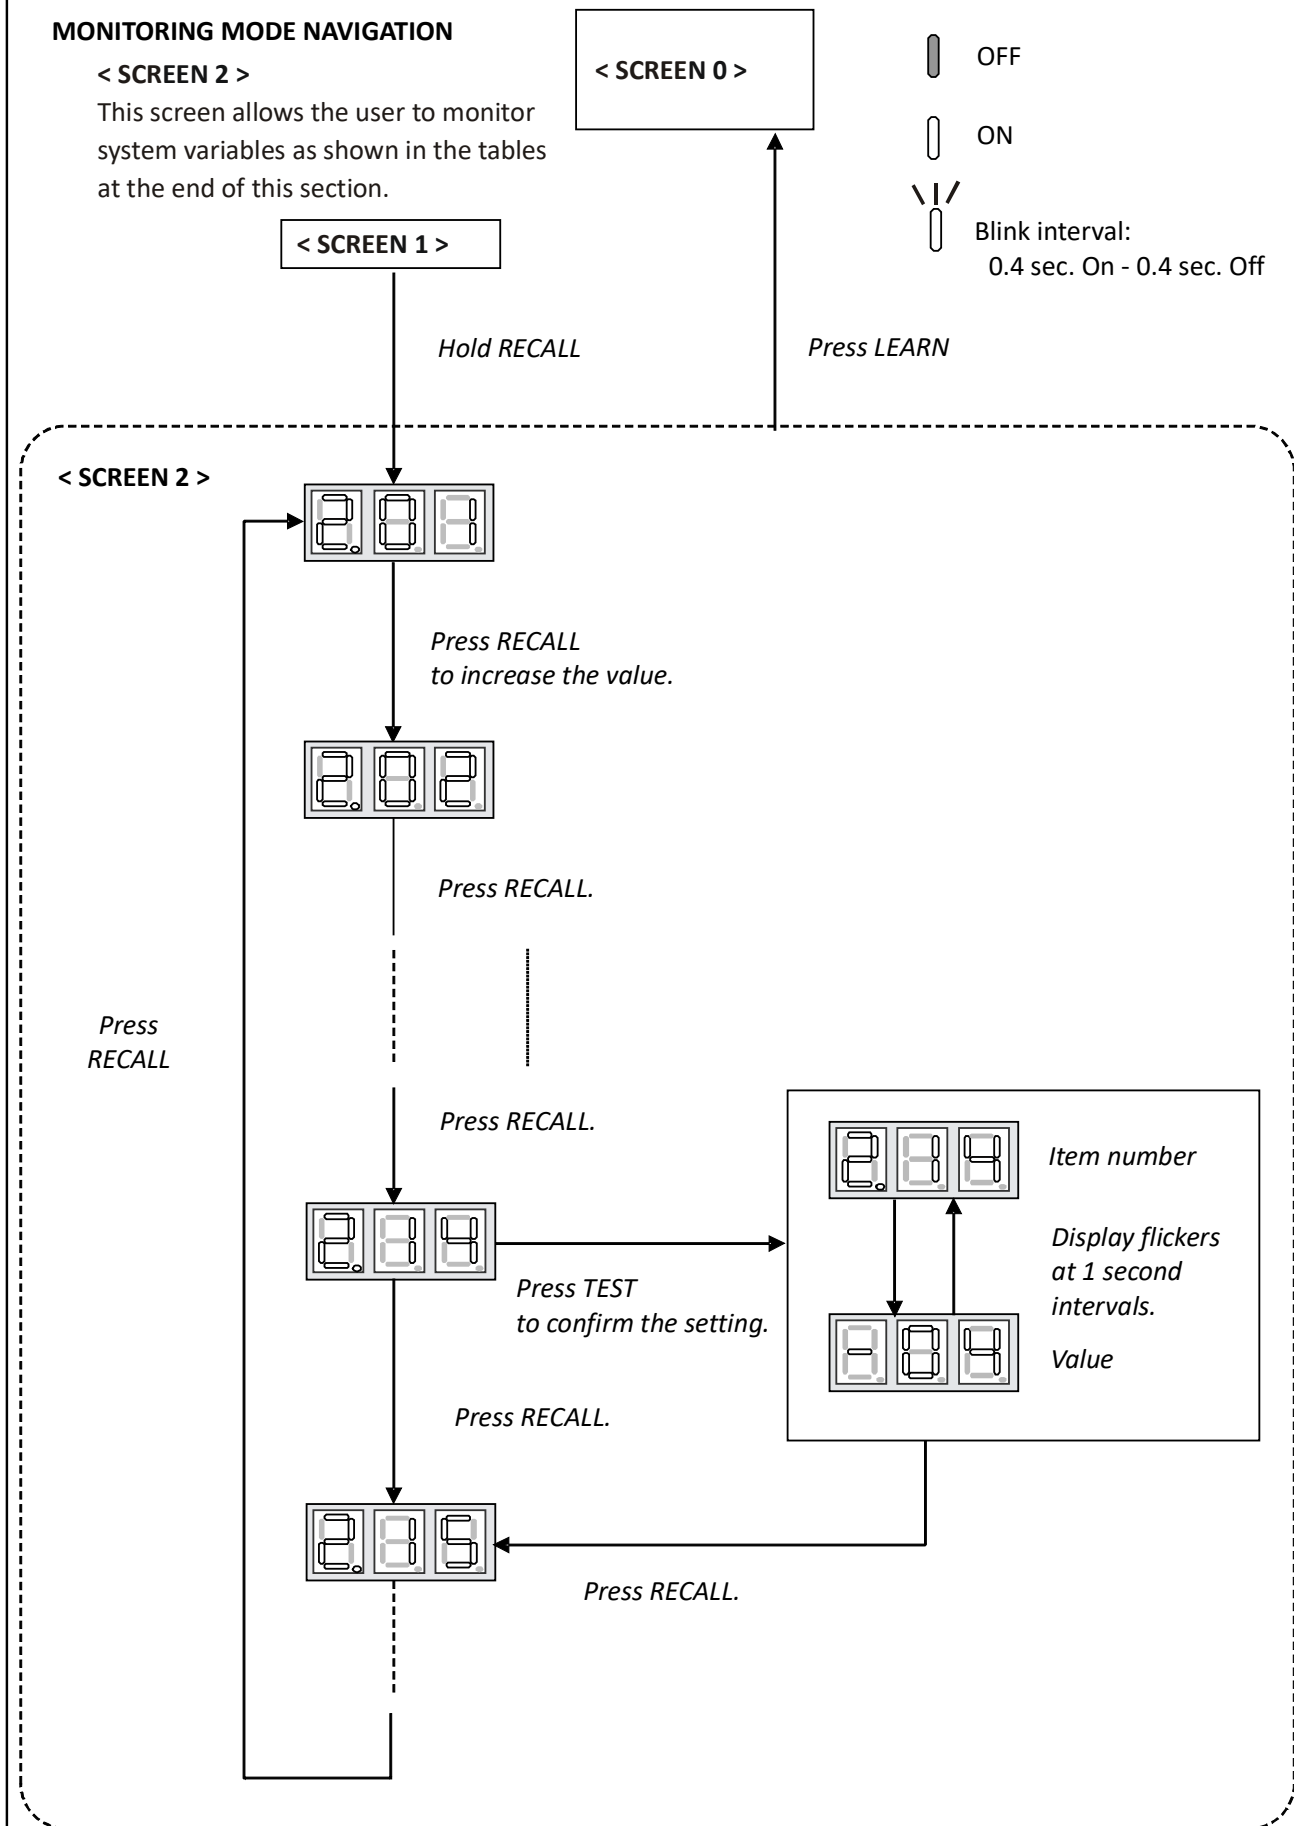 MONITORING MODE NAVIGATION
< SCREEN 2 >
This screen allows the user to monitor
system variables as shown in the tables
at the end of this section.
< SCREEN 0 >
OFF
ON
Blink interval:
0.4 sec. On - 0.4 sec. Off
< SCREEN 1 >
Hold RECALL
Press LEARN
< SCREEN 2 >
2.01
Press RECALL
to increase the value.
2.02
Press RECALL.
Press
RECALL
Press RECALL.
2.14
Press TEST
to confirm the setting.
2.14
Item number
Display flickers
at 1 second
intervals.
-04
Value
Press RECALL.
2.15
Press RECALL.